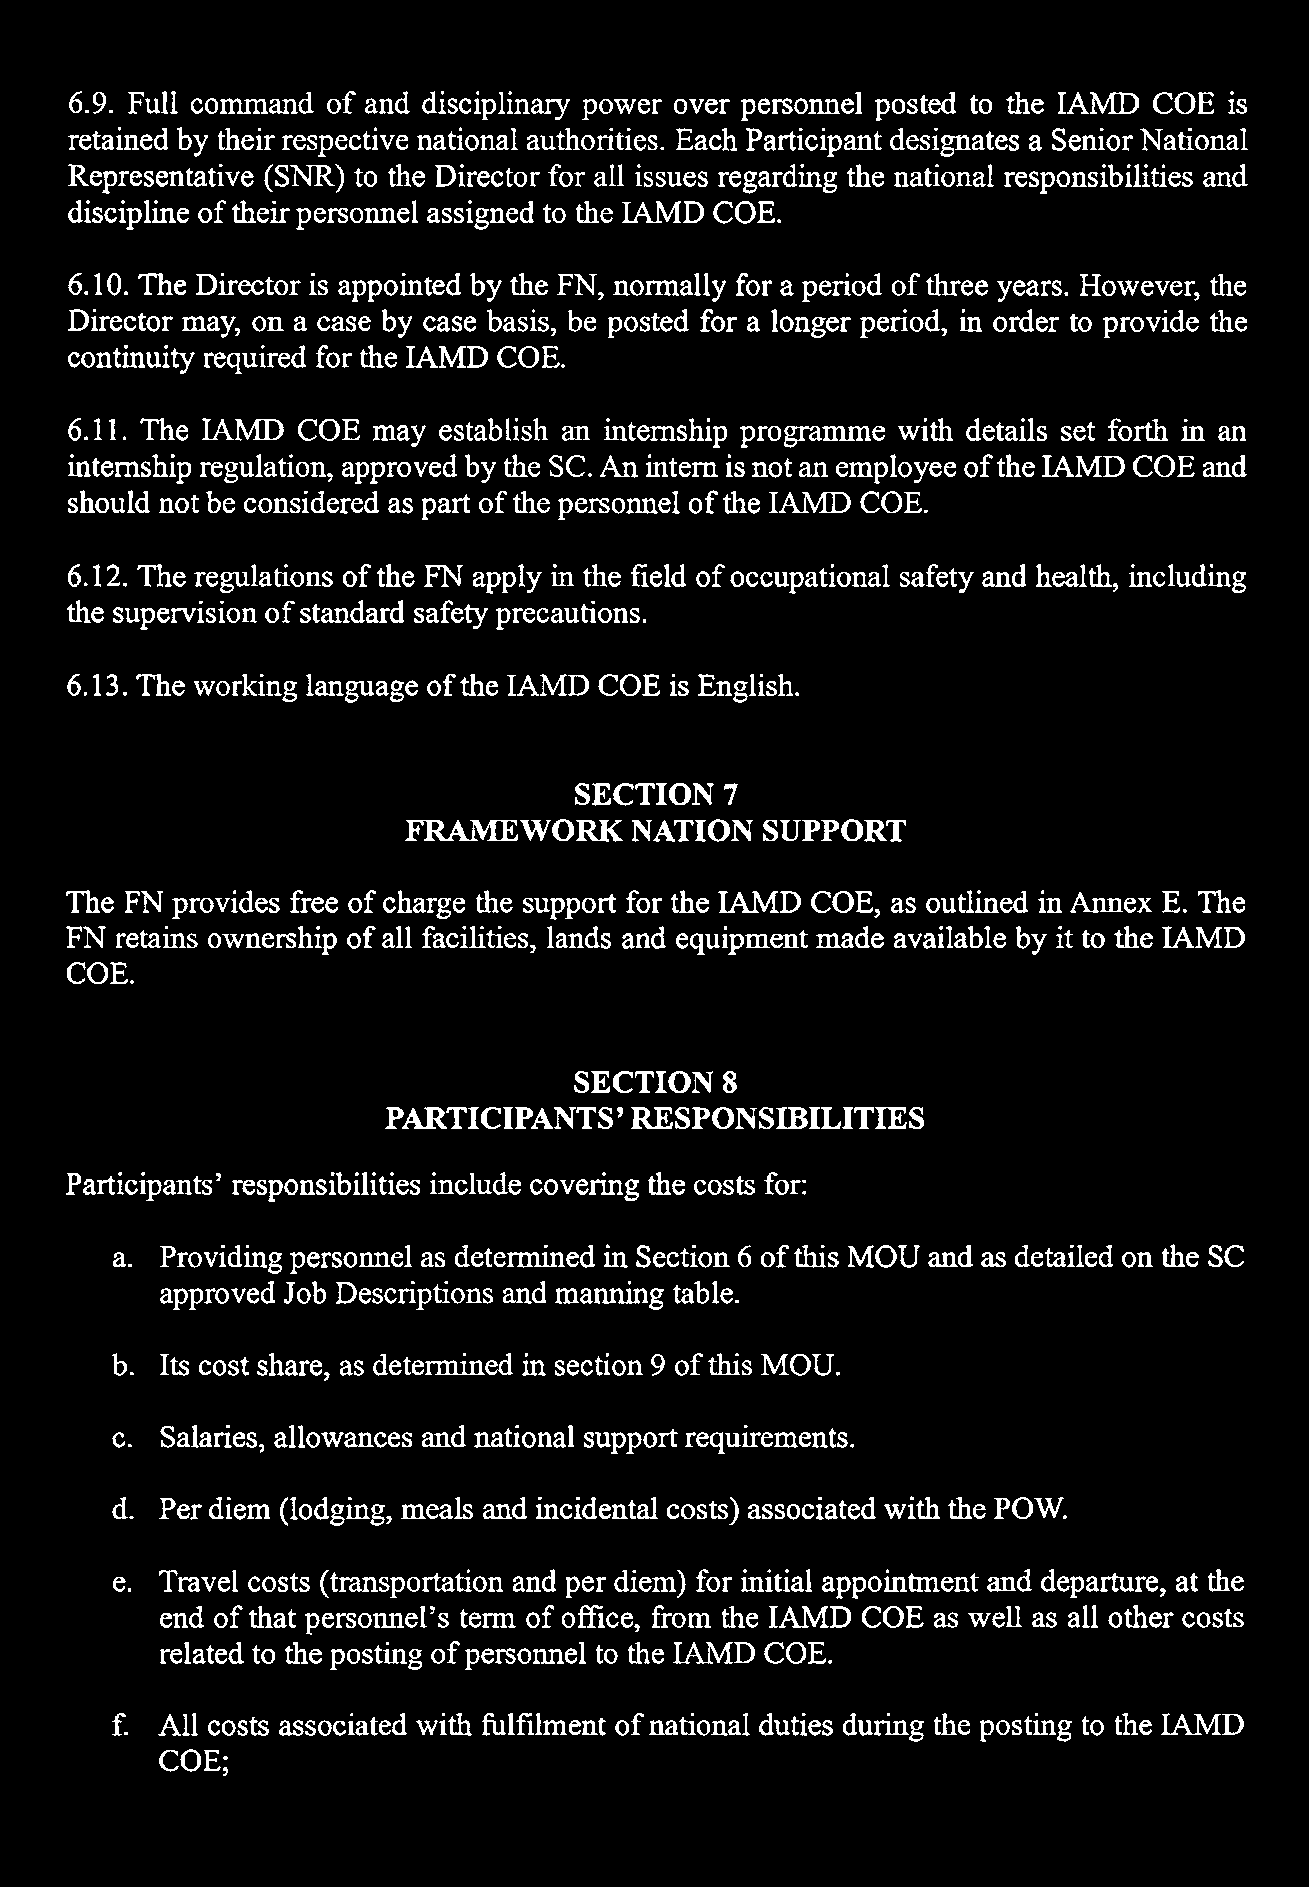 6.9. Full command of and disciplinary power over personnel posted to the IAMD COE is
retained by their respective national authorities. Each Participant designates a Senior National
Representative (SNR) to the Director for all issues regarding the national responsibilities and
discipline of their personnel assigned to the IAMD COE.
6.10. The Director is appointed by the FN, normally for a period of three years. However, the
Director may, on a case by case basis, be posted for a longer period, in order to provide the
continuity required for the IAMD COE.
6.11. The IAMD COE may establish an internship programme with details set forth in an
internship regulation, approved by the SC. An intern is not an employee of the IAMD COE and
should not be considered as part of the personnel of the IAMD COE.
6.12. The regulations of the FN apply in the field of occupational safety and health, including
the supervision of standard safety precautions.
6.13. The working language of the IAMD COE is English.
SECTION 7
FRAMEWORK NATION SUPPORT
The FN provides free of charge the support for the IAMD COE, as outlined in Annex E. The
FN retains ownership of all facilities, lands and equipment made available by it to the IAMD
COE.
SECTION 8
PARTICIPANTS’ RESPONSIBILITIES
Participants’ responsibilities include covering the costs for:
a. Providing personnel as determined in Section 6 of this MOU and as detailed on the SC
approved Job Descriptions and manning table.
b. Its cost share, as determined in section 9 of this MOU.
c. Salaries, allowances and national support requirements.
d. Per diem (lodging, meals and incidental costs) associated with the POW.
e. Travel costs (transportation and per diem) for initial appointment and departure, at the
end of that personnel’s term of office, from the IAMD COE as well as all other costs
related to the posting of personnel to the IAMD COE.
f. All costs associated with fulfilment of national duties during the posting to the IAMD
COE;